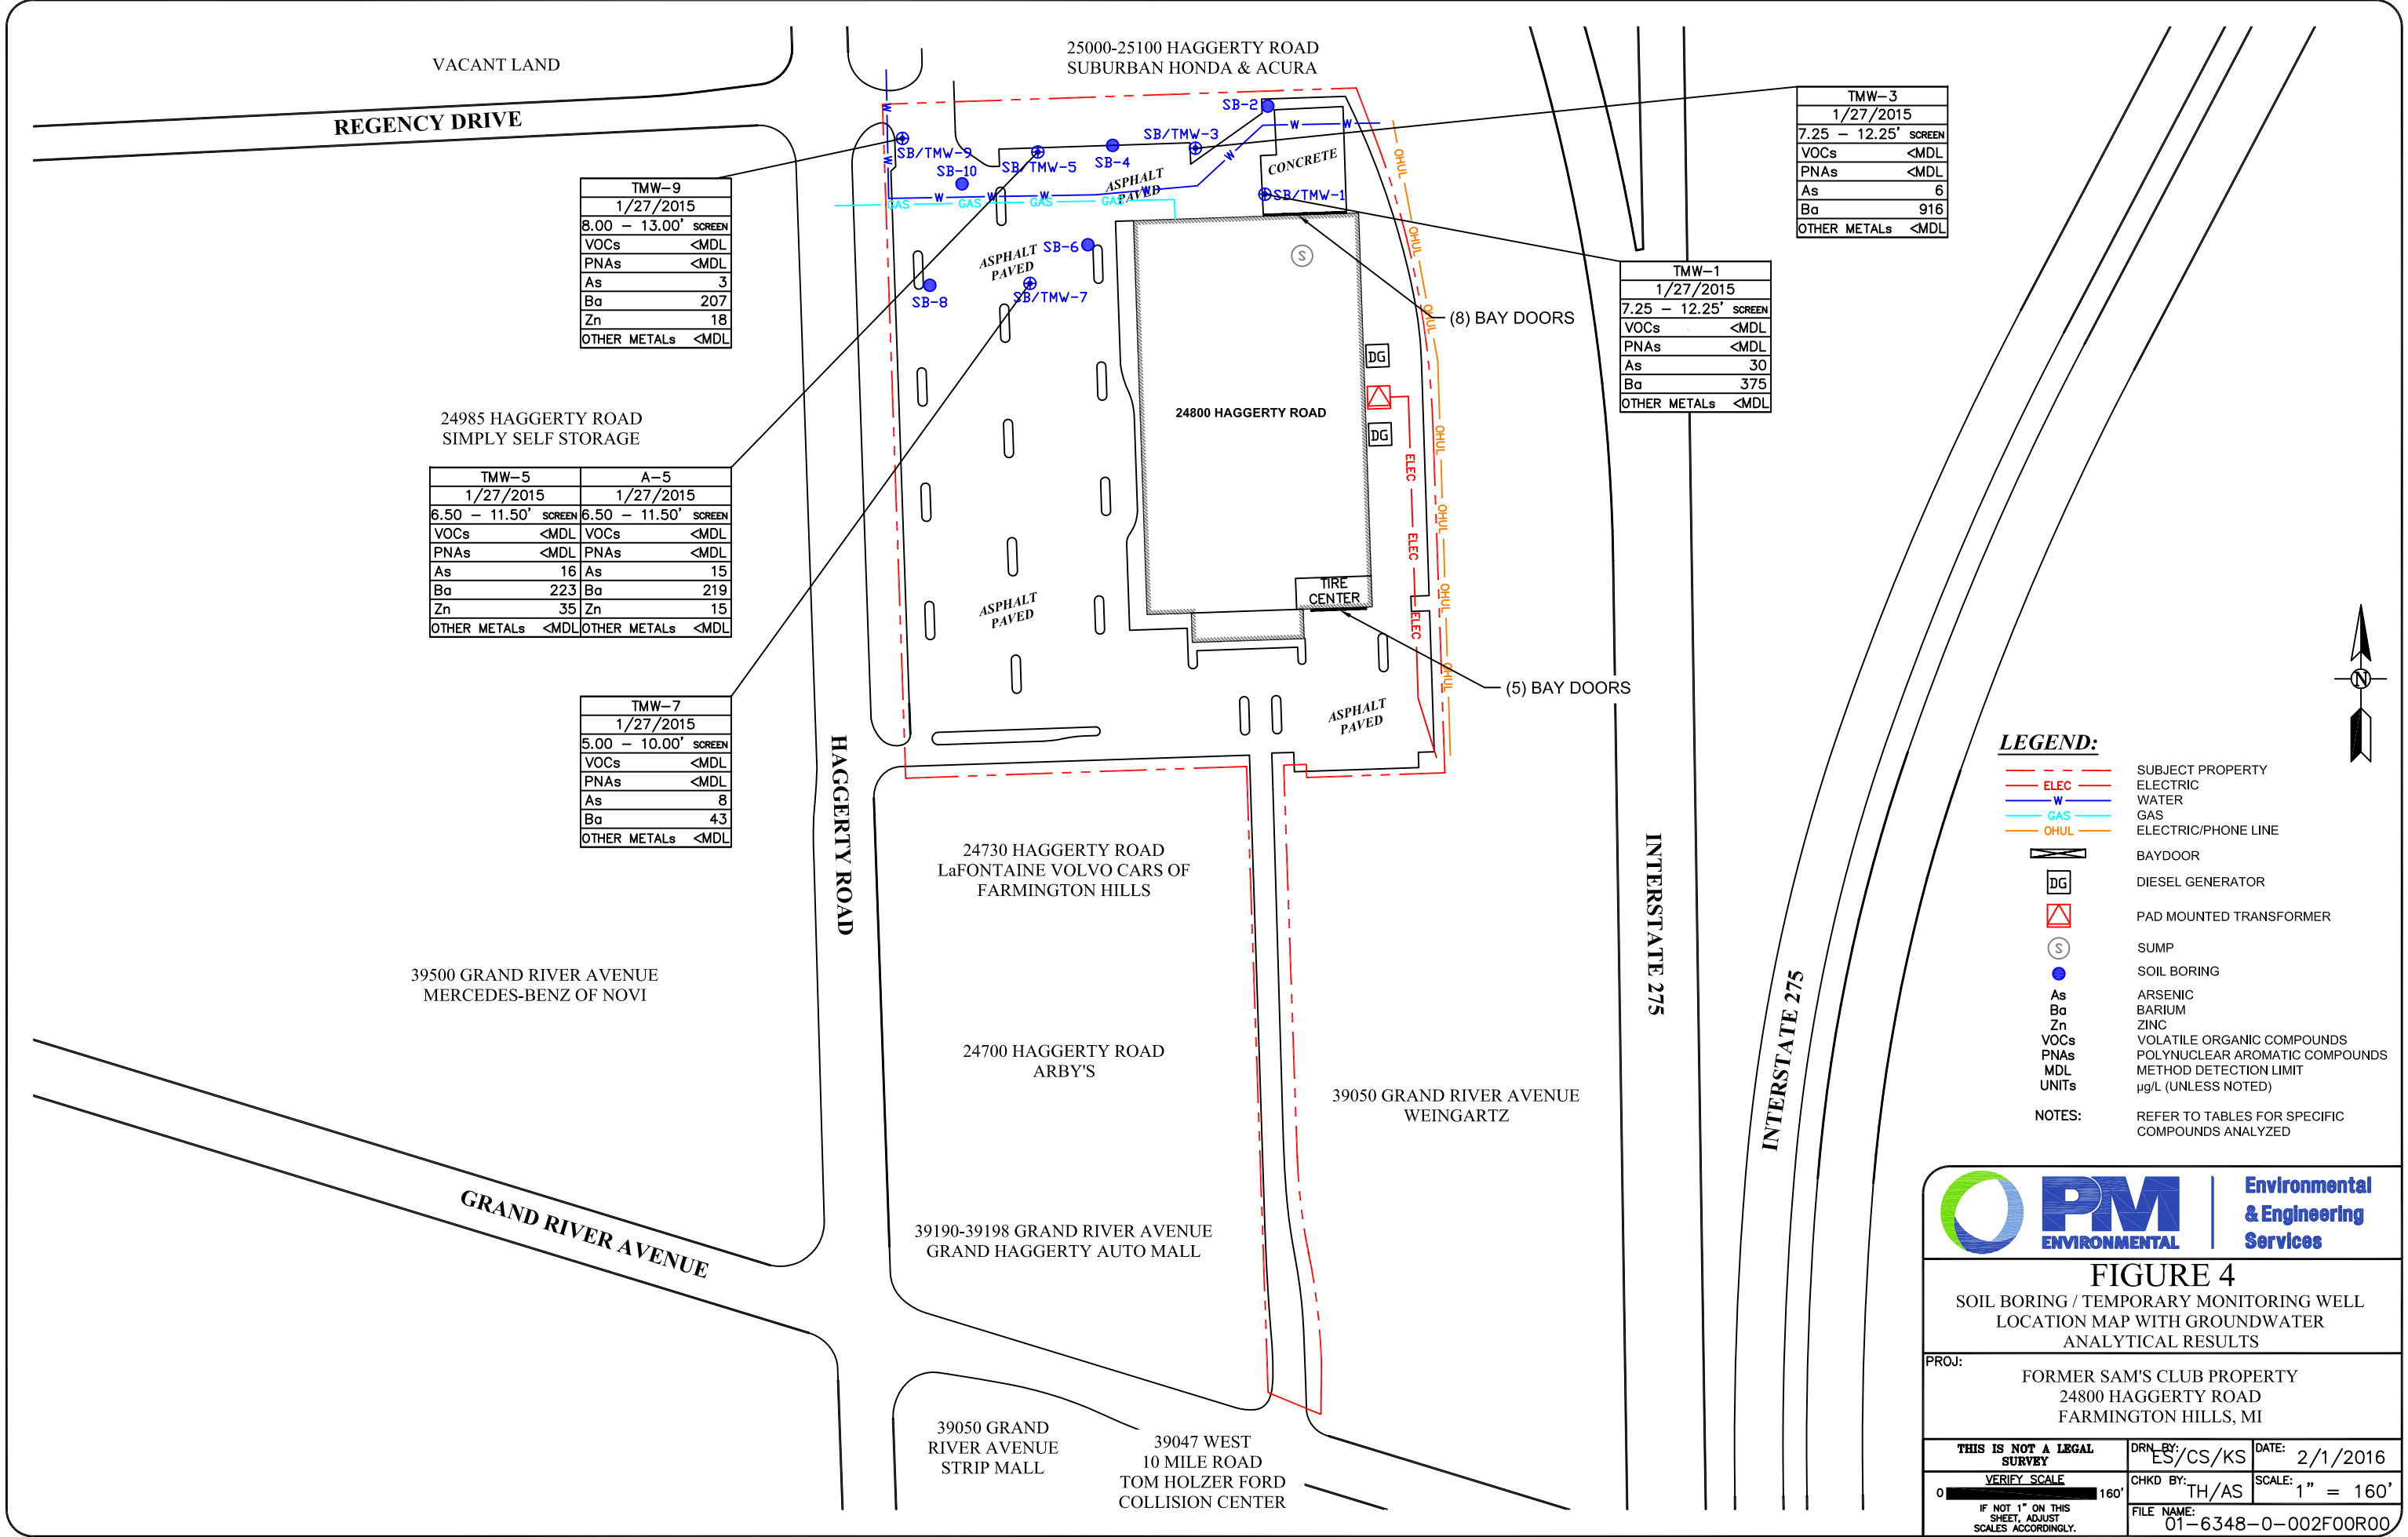 VACANT LAND
25000-25100 HAGGERTY ROAD
SUBURBAN HONDA & ACURA
REGENCY DRIVE
TMW-3
1/27/2015
7.25 - 12.25' SCREEN
VOCs <MDL
PNAs <MDL
As 6
Ba 916
OTHER METALs <MDL
SB-2
SB/TMW-3
SB/TMW-9
SB/TMW-5
SB-4
SB-10
SB/TMW-1
CONCRETE
ASPHALT
PAVED
W
W
W
W
W
W
W
W
W
GAS
GAS
GAS
GAS
OHUL
OHUL
OHUL
OHUL
OHUL
OHUL
OHUL
OHUL
TMW-9
1/27/2015
8.00 - 13.00' SCREEN
VOCs <MDL
PNAs <MDL
As 3
Ba 207
Zn 18
OTHER METALs <MDL
ASPHALT
PAVED
SB-6
SB-8
SB/TMW-7
S
TMW-1
1/27/2015
7.25 - 12.25' SCREEN
VOCs <MDL
PNAs <MDL
As 30
Ba 375
OTHER METALs <MDL
(8) BAY DOORS
DG
DG
24800 HAGGERTY ROAD
ELEC
ELEC
ELEC
24985 HAGGERTY ROAD
SIMPLY SELF STORAGE
TMW-5 A-5
1/27/2015 1/27/2015
6.50 - 11.50' SCREEN 6.50 - 11.50' SCREEN
VOCs <MDL VOCs <MDL
PNAs <MDL PNAs <MDL
As 16 As 15
Ba 223 Ba 219
Zn 35 Zn 15
OTHER METALs <MDL OTHER METALs <MDL
ASPHALT
PAVED
TIRE
CENTER
(5) BAY DOORS
ASPHALT
PAVED
TMW-7
1/27/2015
5.00 - 10.00' SCREEN
VOCs <MDL
PNAs <MDL
As 8
Ba 43
OTHER METALs <MDL
HAGGERTY ROAD
24730 HAGGERTY ROAD
LaFONTAINE VOLVO CARS OF
FARMINGTON HILLS
INTERSTATE 275
INTERSTATE 275
39500 GRAND RIVER AVENUE
MERCEDES-BENZ OF NOVI
24700 HAGGERTY ROAD
ARBY'S
39050 GRAND RIVER AVENUE
WEINGARTZ
GRAND RIVER AVENUE
39190-39198 GRAND RIVER AVENUE
GRAND HAGGERTY AUTO MALL
39050 GRAND
RIVER AVENUE
STRIP MALL
39047 WEST
10 MILE ROAD
TOM HOLZER FORD
COLLISION CENTER
N
LEGEND:
SUBJECT PROPERTY
ELEC ELECTRIC
W WATER
GAS GAS
OHUL ELECTRIC/PHONE LINE
BAYDOOR
DG DIESEL GENERATOR
PAD MOUNTED TRANSFORMER
S SUMP
SOIL BORING
As ARSENIC
Ba BARIUM
Zn ZINC
VOCs VOLATILE ORGANIC COMPOUNDS
PNAs POLYNUCLEAR AROMATIC COMPOUNDS
MDL METHOD DETECTION LIMIT
UNITs µg/L (UNLESS NOTED)
NOTES: REFER TO TABLES FOR SPECIFIC
COMPOUNDS ANALYZED
PM
ENVIRONMENTAL
Environmental
& Engineering
Services
FIGURE 4
SOIL BORING / TEMPORARY MONITORING WELL
LOCATION MAP WITH GROUNDWATER
ANALYTICAL RESULTS
PROJ:
FORMER SAM'S CLUB PROPERTY
24800 HAGGERTY ROAD
FARMINGTON HILLS, MI
THIS IS NOT A LEGAL
SURVEY
DRN BY: ES/CS/KS
DATE: 2/1/2016
VERIFY SCALE
0 160'
IF NOT 1" ON THIS
SHEET, ADJUST
SCALES ACCORDINGLY.
CHKD BY: TH/AS
SCALE: 1" = 160'
FILE NAME:
01-6348-0-002F00R00